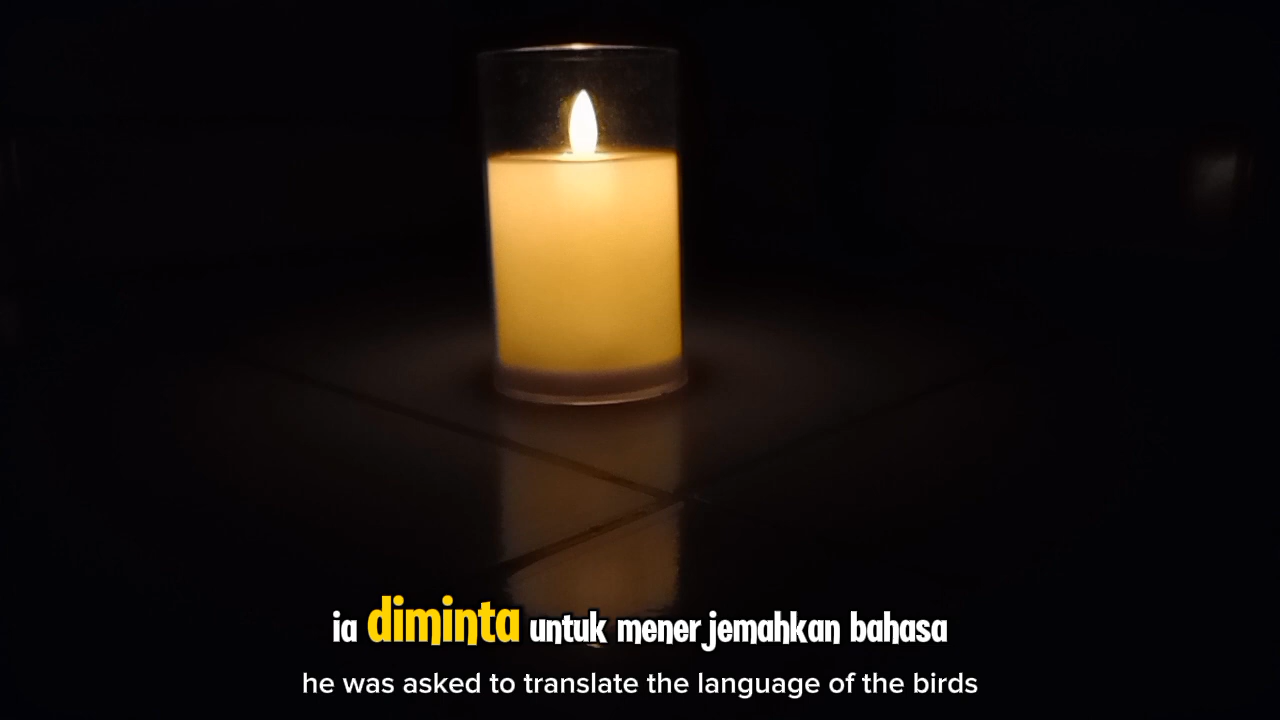 ia diminta untuk menerjemahkan bahasa
he was asked to translate the language of the birds